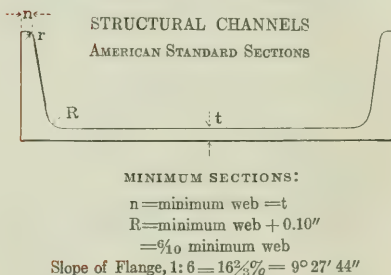 n
STRUCTURAL CHANNELS
r
AMERICAN STANDARD SECTIONS
R
t
MINIMUM SECTIONS:
n=minimum web=t
R=minimum web + 0.10"
=6/10 minimum web
Slope of Flange, 1:6=16⅔%=9° 27' 44"